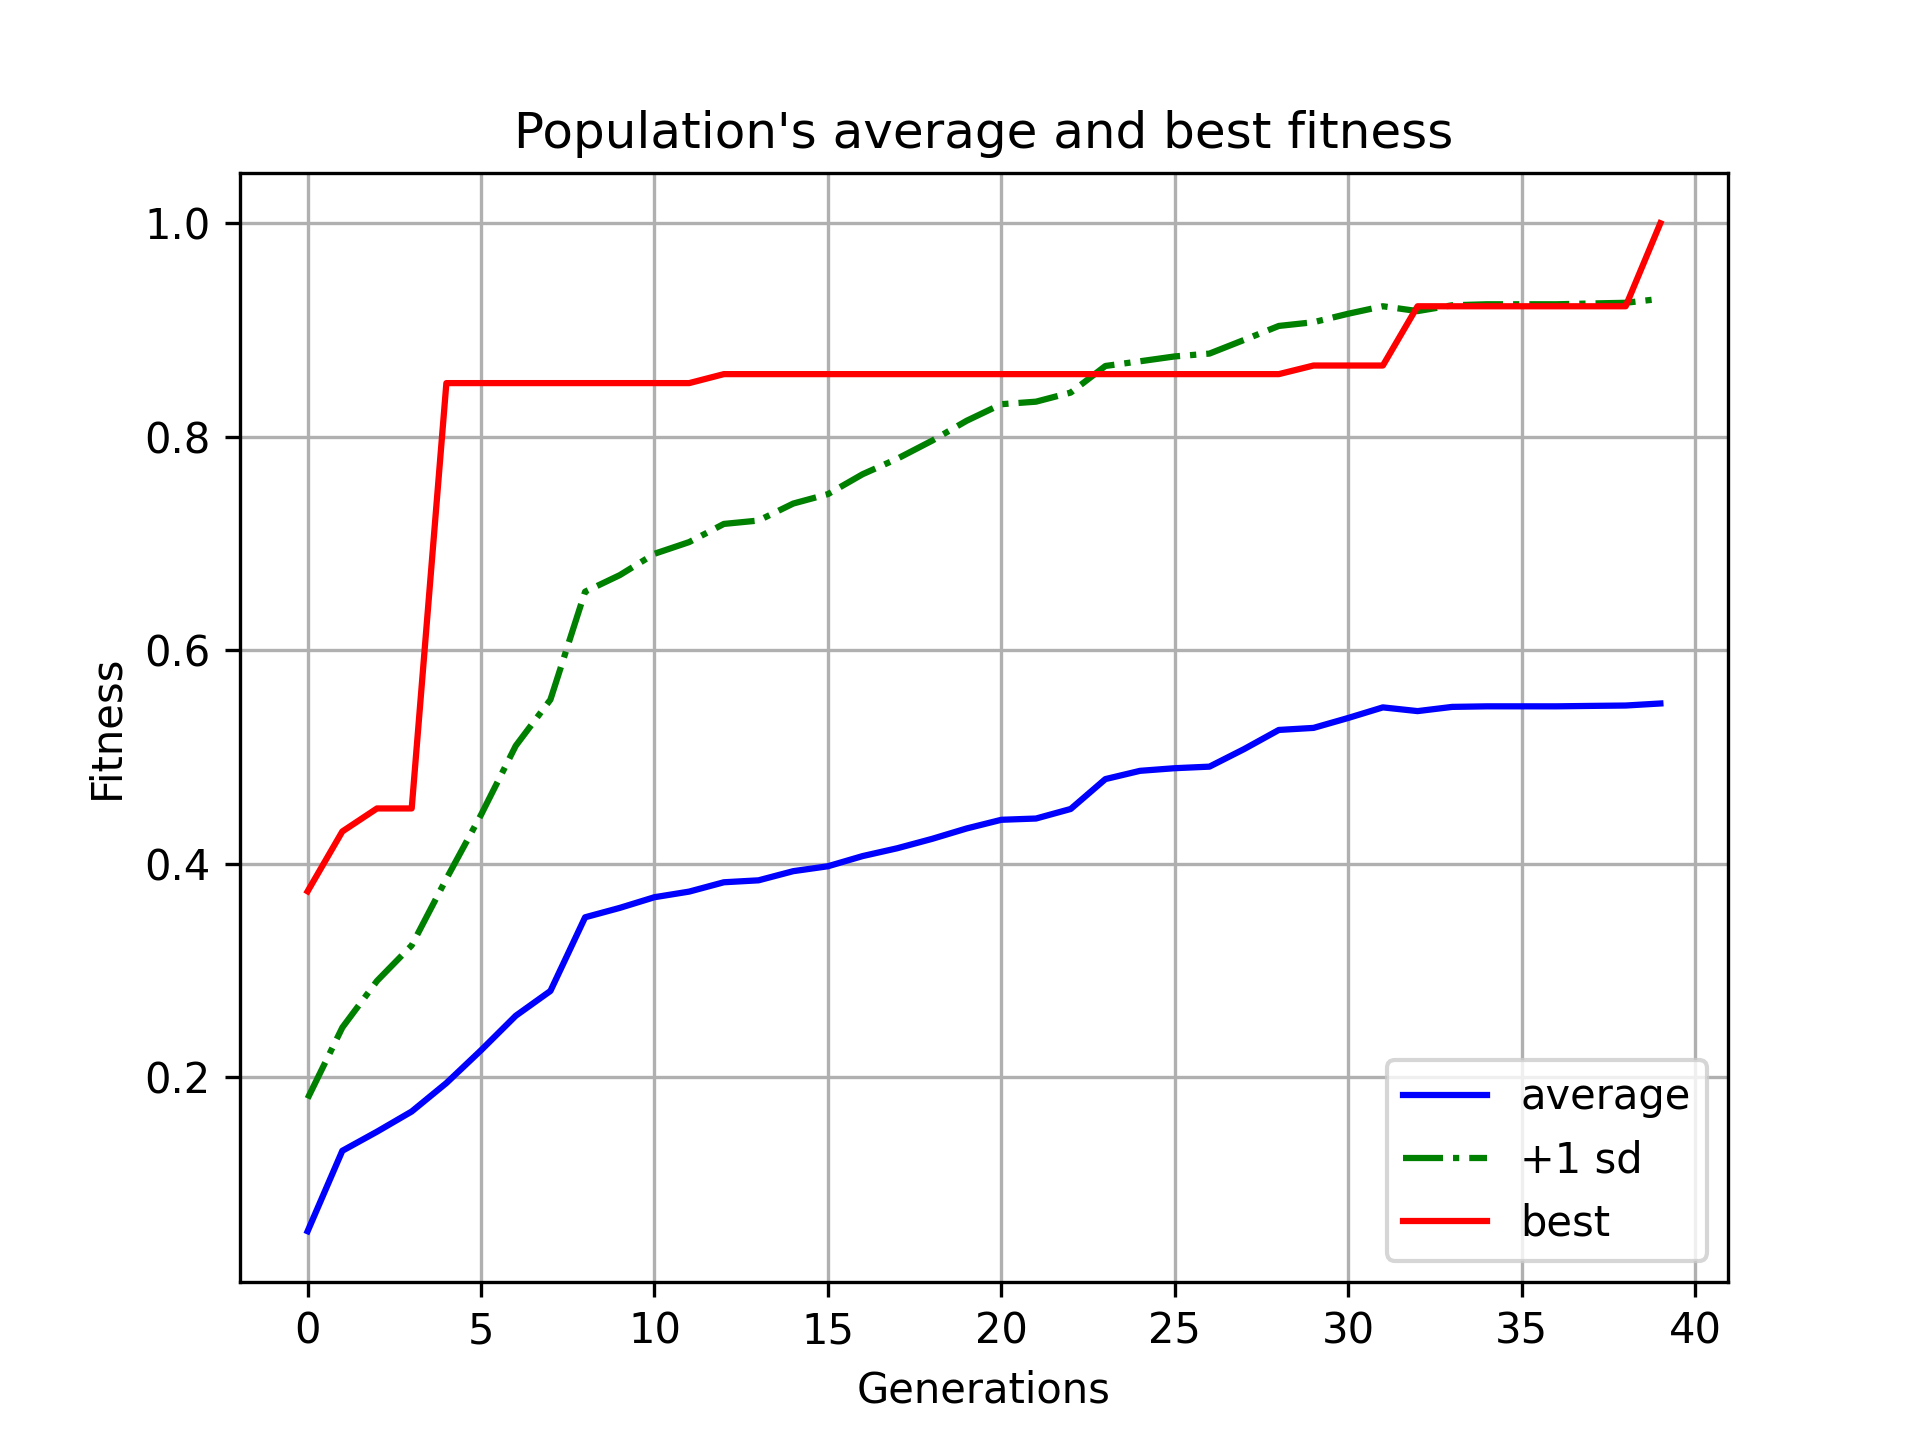 Population's average and best fitness
Fitness
1.0
0.8
0.6
0.4
0.2
0 5 10 15 20 25 30 35 40
Generations
average
+1 sd
best